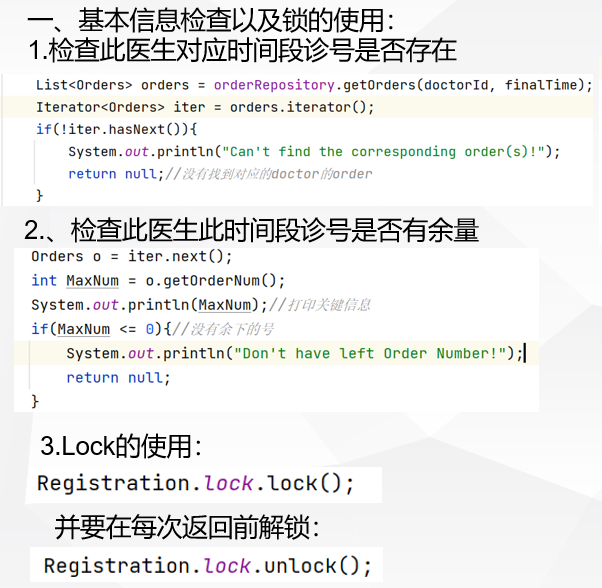 一、基本信息检查以及锁的使用：
1.检查此医生对应时间段诊号是否存在
List<Orders> orders = orderRepository.getOrders(doctorId, finalTime);
Iterator<Orders> iter = orders.iterator();
if(!iter.hasNext()){
System.out.println("Can't find the corresponding order(s)!");
return null;//没有找到对应的doctor的order
}
2.、检查此医生此时间段诊号是否有余量
Orders o = iter.next();
int MaxNum = o.getOrderNum();
System.out.println(MaxNum);//打印关键信息
if(MaxNum <= 0){//没有余下的号
System.out.println("Don't have left Order Number!");
return null;
}
3.Lock的使用：
Registration.lock.lock();
并要在每次返回前解锁：
Registration.lock.unlock();